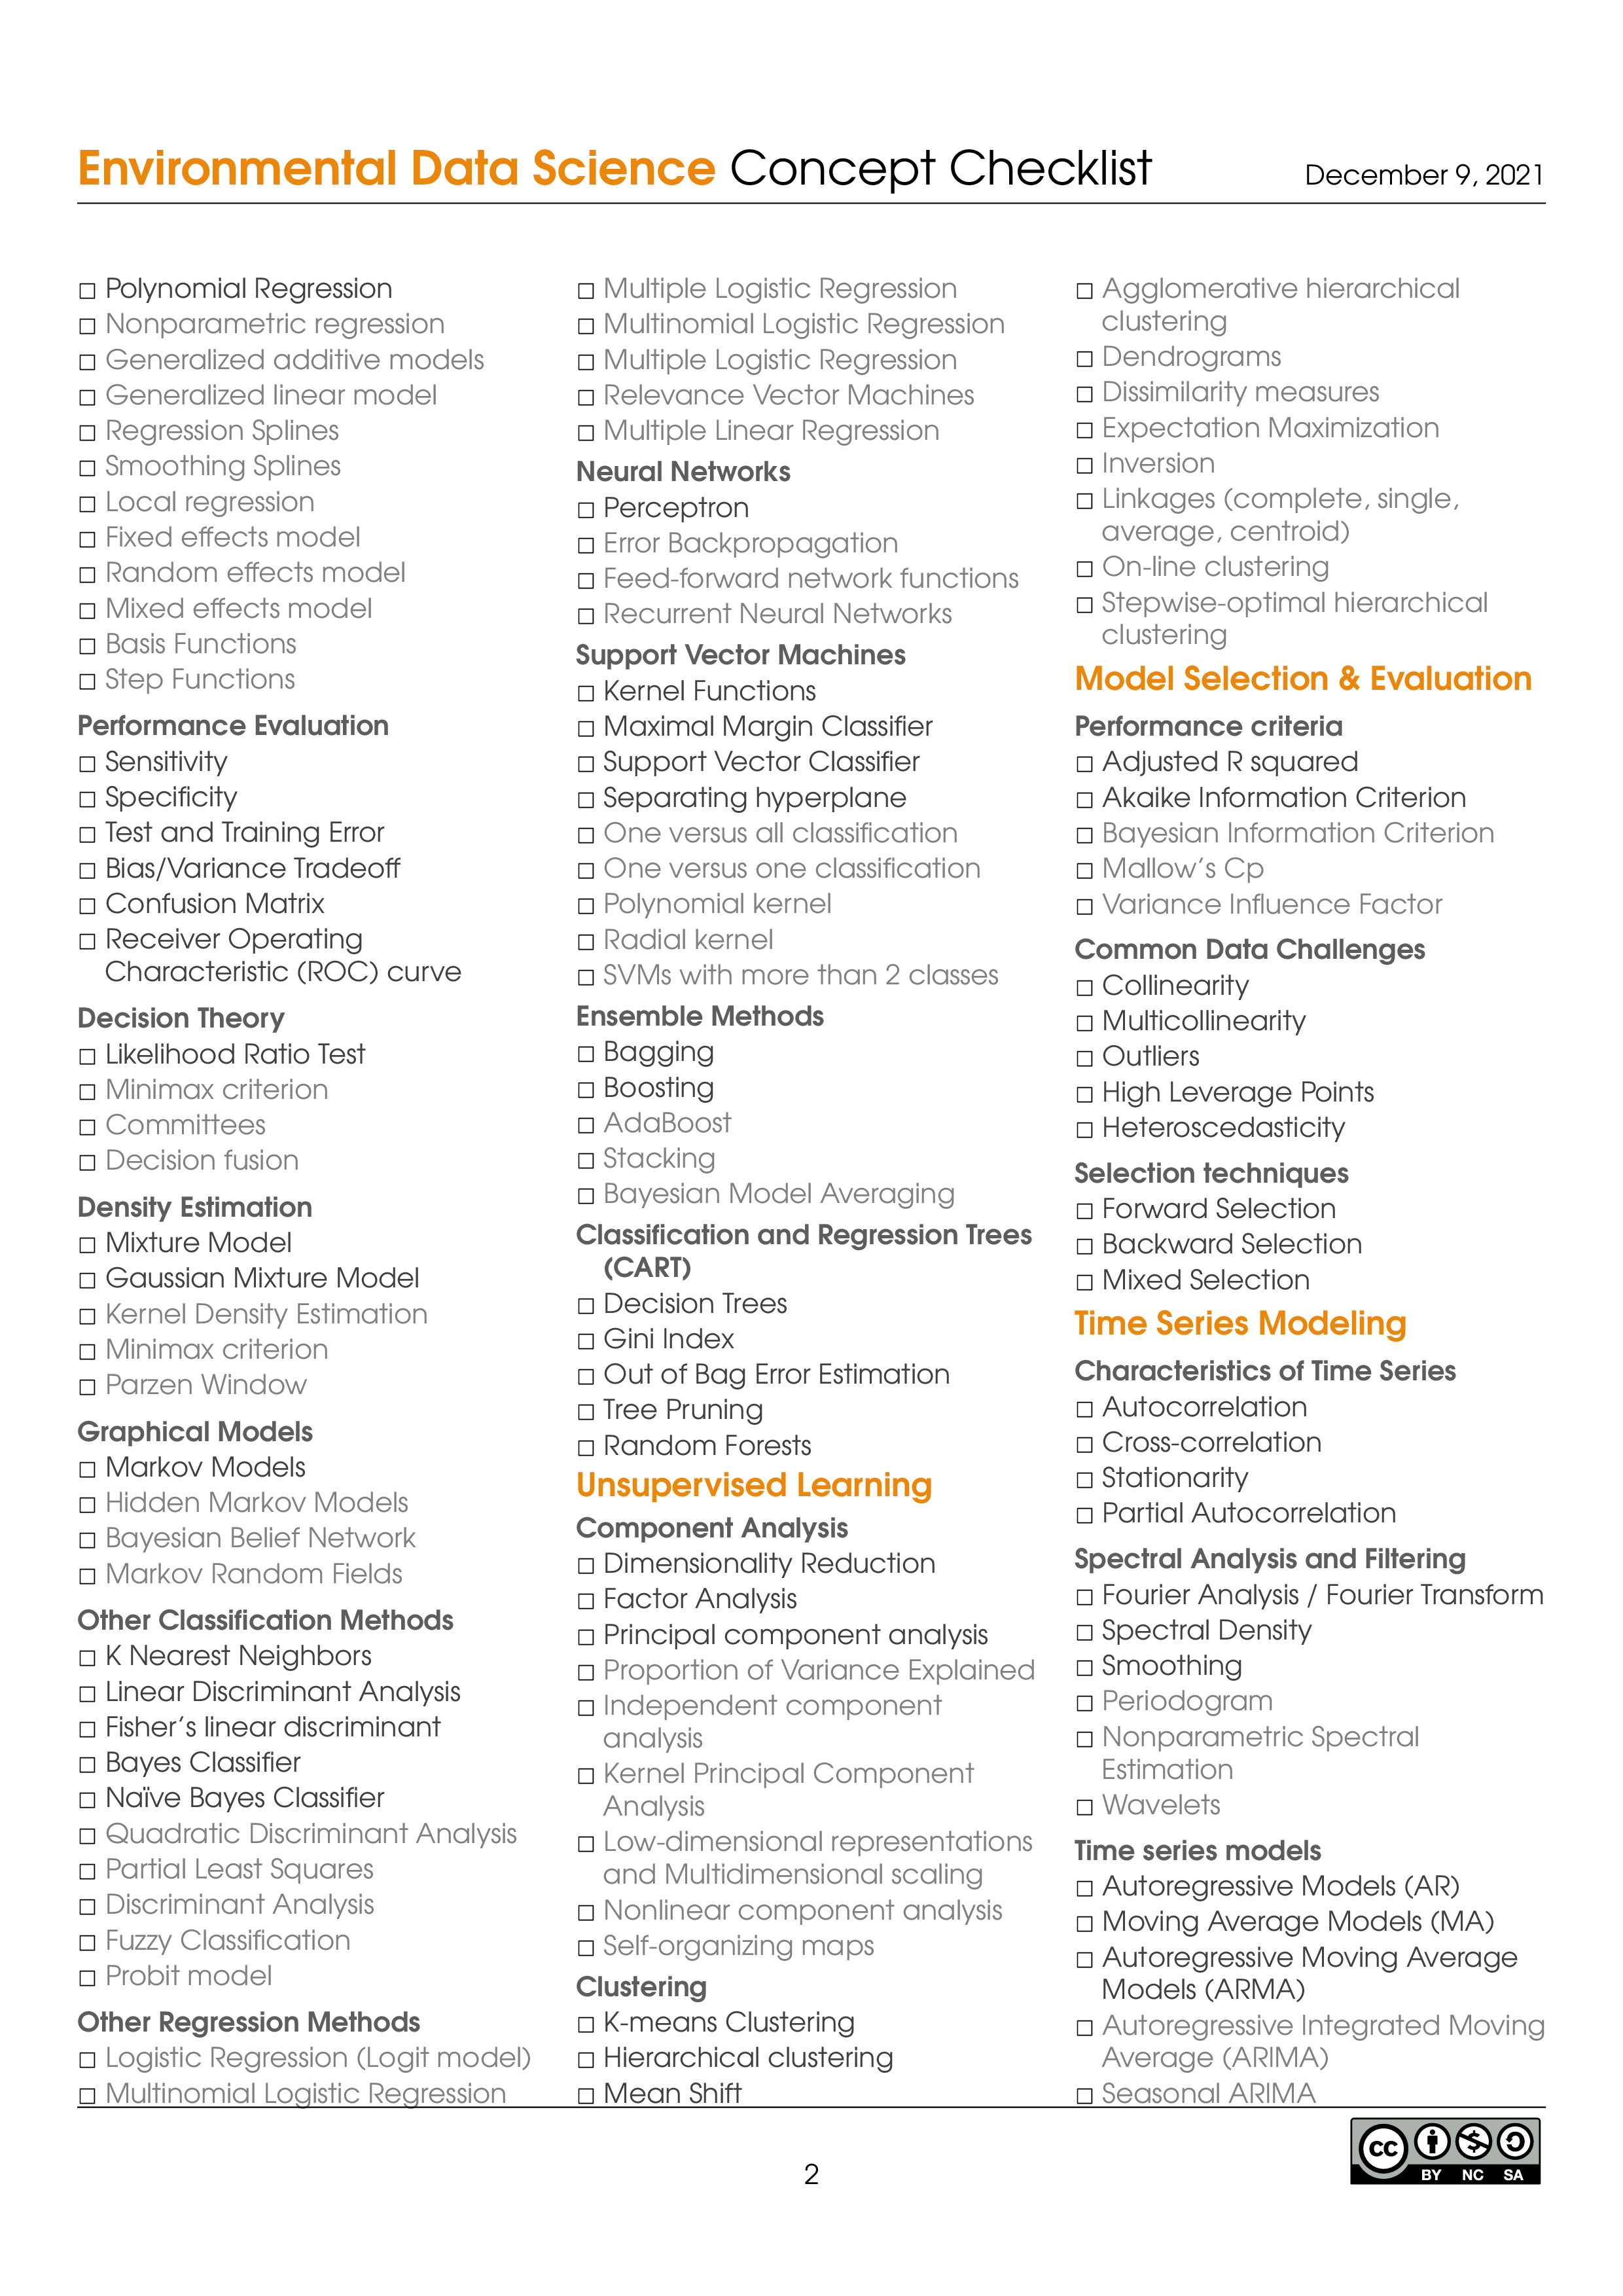 Environmental Data Science Concept Checklist
December 9, 2021
☐ Polynomial Regression
☐ Nonparametric regression
☐ Generalized additive models
☐ Generalized linear model
☐ Regression Splines
☐ Smoothing Splines
☐ Local regression
☐ Fixed effects model
☐ Random effects model
☐ Mixed effects model
☐ Basis Functions
☐ Step Functions
Performance Evaluation
☐ Sensitivity
☐ Specificity
☐ Test and Training Error
☐ Bias/Variance Tradeoff
☐ Confusion Matrix
☐ Receiver Operating
Characteristic (ROC) curve
Decision Theory
☐ Likelihood Ratio Test
☐ Minimax criterion
☐ Committees
☐ Decision fusion
Density Estimation
☐ Mixture Model
☐ Gaussian Mixture Model
☐ Kernel Density Estimation
☐ Minimax criterion
☐ Parzen Window
Graphical Models
☐ Markov Models
☐ Hidden Markov Models
☐ Bayesian Belief Network
☐ Markov Random Fields
Other Classification Methods
☐ K Nearest Neighbors
☐ Linear Discriminant Analysis
☐ Fisher's linear discriminant
☐ Bayes Classifier
☐ Naïve Bayes Classifier
☐ Quadratic Discriminant Analysis
☐ Partial Least Squares
☐ Discriminant Analysis
☐ Fuzzy Classification
☐ Probit model
Other Regression Methods
☐ Logistic Regression (Logit model)
☐ Multinomial Logistic Regression
☐ Multiple Logistic Regression
☐ Multinomial Logistic Regression
☐ Multiple Logistic Regression
☐ Relevance Vector Machines
☐ Multiple Linear Regression
Neural Networks
☐ Perceptron
☐ Error Backpropagation
☐ Feed-forward network functions
☐ Recurrent Neural Networks
Support Vector Machines
☐ Kernel Functions
☐ Maximal Margin Classifier
☐ Support Vector Classifier
☐ Separating hyperplane
☐ One versus all classification
☐ One versus one classification
☐ Polynomial kernel
☐ Radial kernel
☐ SVMs with more than 2 classes
Ensemble Methods
☐ Bagging
☐ Boosting
☐ AdaBoost
☐ Stacking
☐ Bayesian Model Averaging
Classification and Regression Trees
(CART)
☐ Decision Trees
☐ Gini Index
☐ Out of Bag Error Estimation
☐ Tree Pruning
☐ Random Forests
Unsupervised Learning
Component Analysis
☐ Dimensionality Reduction
☐ Factor Analysis
☐ Principal component analysis
☐ Proportion of Variance Explained
☐ Independent component
analysis
☐ Kernel Principal Component
Analysis
☐ Low-dimensional representations
and Multidimensional scaling
☐ Nonlinear component analysis
☐ Self-organizing maps
Clustering
☐ K-means Clustering
☐ Hierarchical clustering
☐ Mean Shift
☐ Agglomerative hierarchical
clustering
☐ Dendrograms
☐ Dissimilarity measures
☐ Expectation Maximization
☐ Inversion
☐ Linkages (complete, single,
average, centroid)
☐ On-line clustering
☐ Stepwise-optimal hierarchical
clustering
Model Selection & Evaluation
Performance criteria
☐ Adjusted R squared
☐ Akaike Information Criterion
☐ Bayesian Information Criterion
☐ Mallow's Cp
☐ Variance Influence Factor
Common Data Challenges
☐ Collinearity
☐ Multicollinearity
☐ Outliers
☐ High Leverage Points
☐ Heteroscedasticity
Selection techniques
☐ Forward Selection
☐ Backward Selection
☐ Mixed Selection
Time Series Modeling
Characteristics of Time Series
☐ Autocorrelation
☐ Cross-correlation
☐ Stationarity
☐ Partial Autocorrelation
Spectral Analysis and Filtering
☐ Fourier Analysis / Fourier Transform
☐ Spectral Density
☐ Smoothing
☐ Periodogram
☐ Nonparametric Spectral
Estimation
☐ Wavelets
Time series models
☐ Autoregressive Models (AR)
☐ Moving Average Models (MA)
☐ Autoregressive Moving Average
Models (ARMA)
☐ Autoregressive Integrated Moving
Average (ARIMA)
☐ Seasonal ARIMA
2
cc
BY NC SA